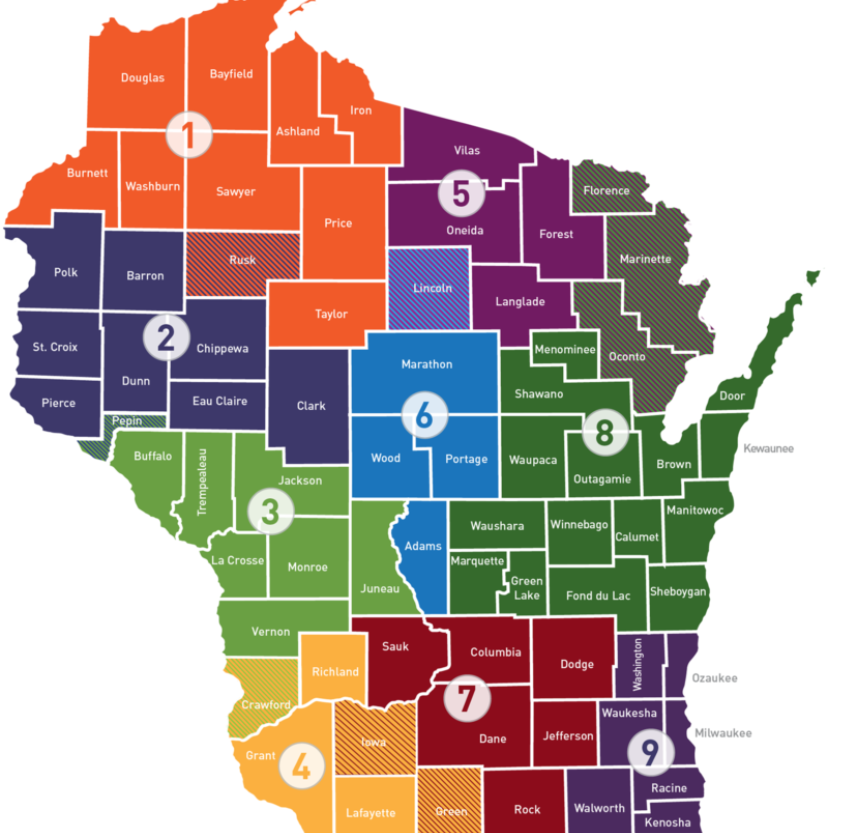 Douglas
Bayfield
Iron
Ashland
1
Vilas
Burnett
Washburn
Sawyer
5
Florence
Price
Oneida
Forest
Marinette
Rusk
Polk
Barron
Lincoln
Langlade
Taylor
2
St. Croix
Chippewa
Menominee
Oconto
Marathon
Dunn
Shawano
Door
Pierce
Eau Claire
Clark
6
8
Pepin
Kewaunee
Buffalo
Trempealeau
Jackson
Wood
Portage
Waupaca
Outagamie
Brown
3
Manitowoc
Waushara
Winnebago
Calumet
Adams
La Crosse
Monroe
Juneau
Marquette
Green
Lake
Fond du Lac
Sheboygan
Vernon
Sauk
Columbia
Dodge
Washington
Ozaukee
Richland
Crawford
7
Waukesha
Milwaukee
Grant
Iowa
Dane
Jefferson
9
4
Racine
Lafayette
Green
Rock
Walworth
Kenosha